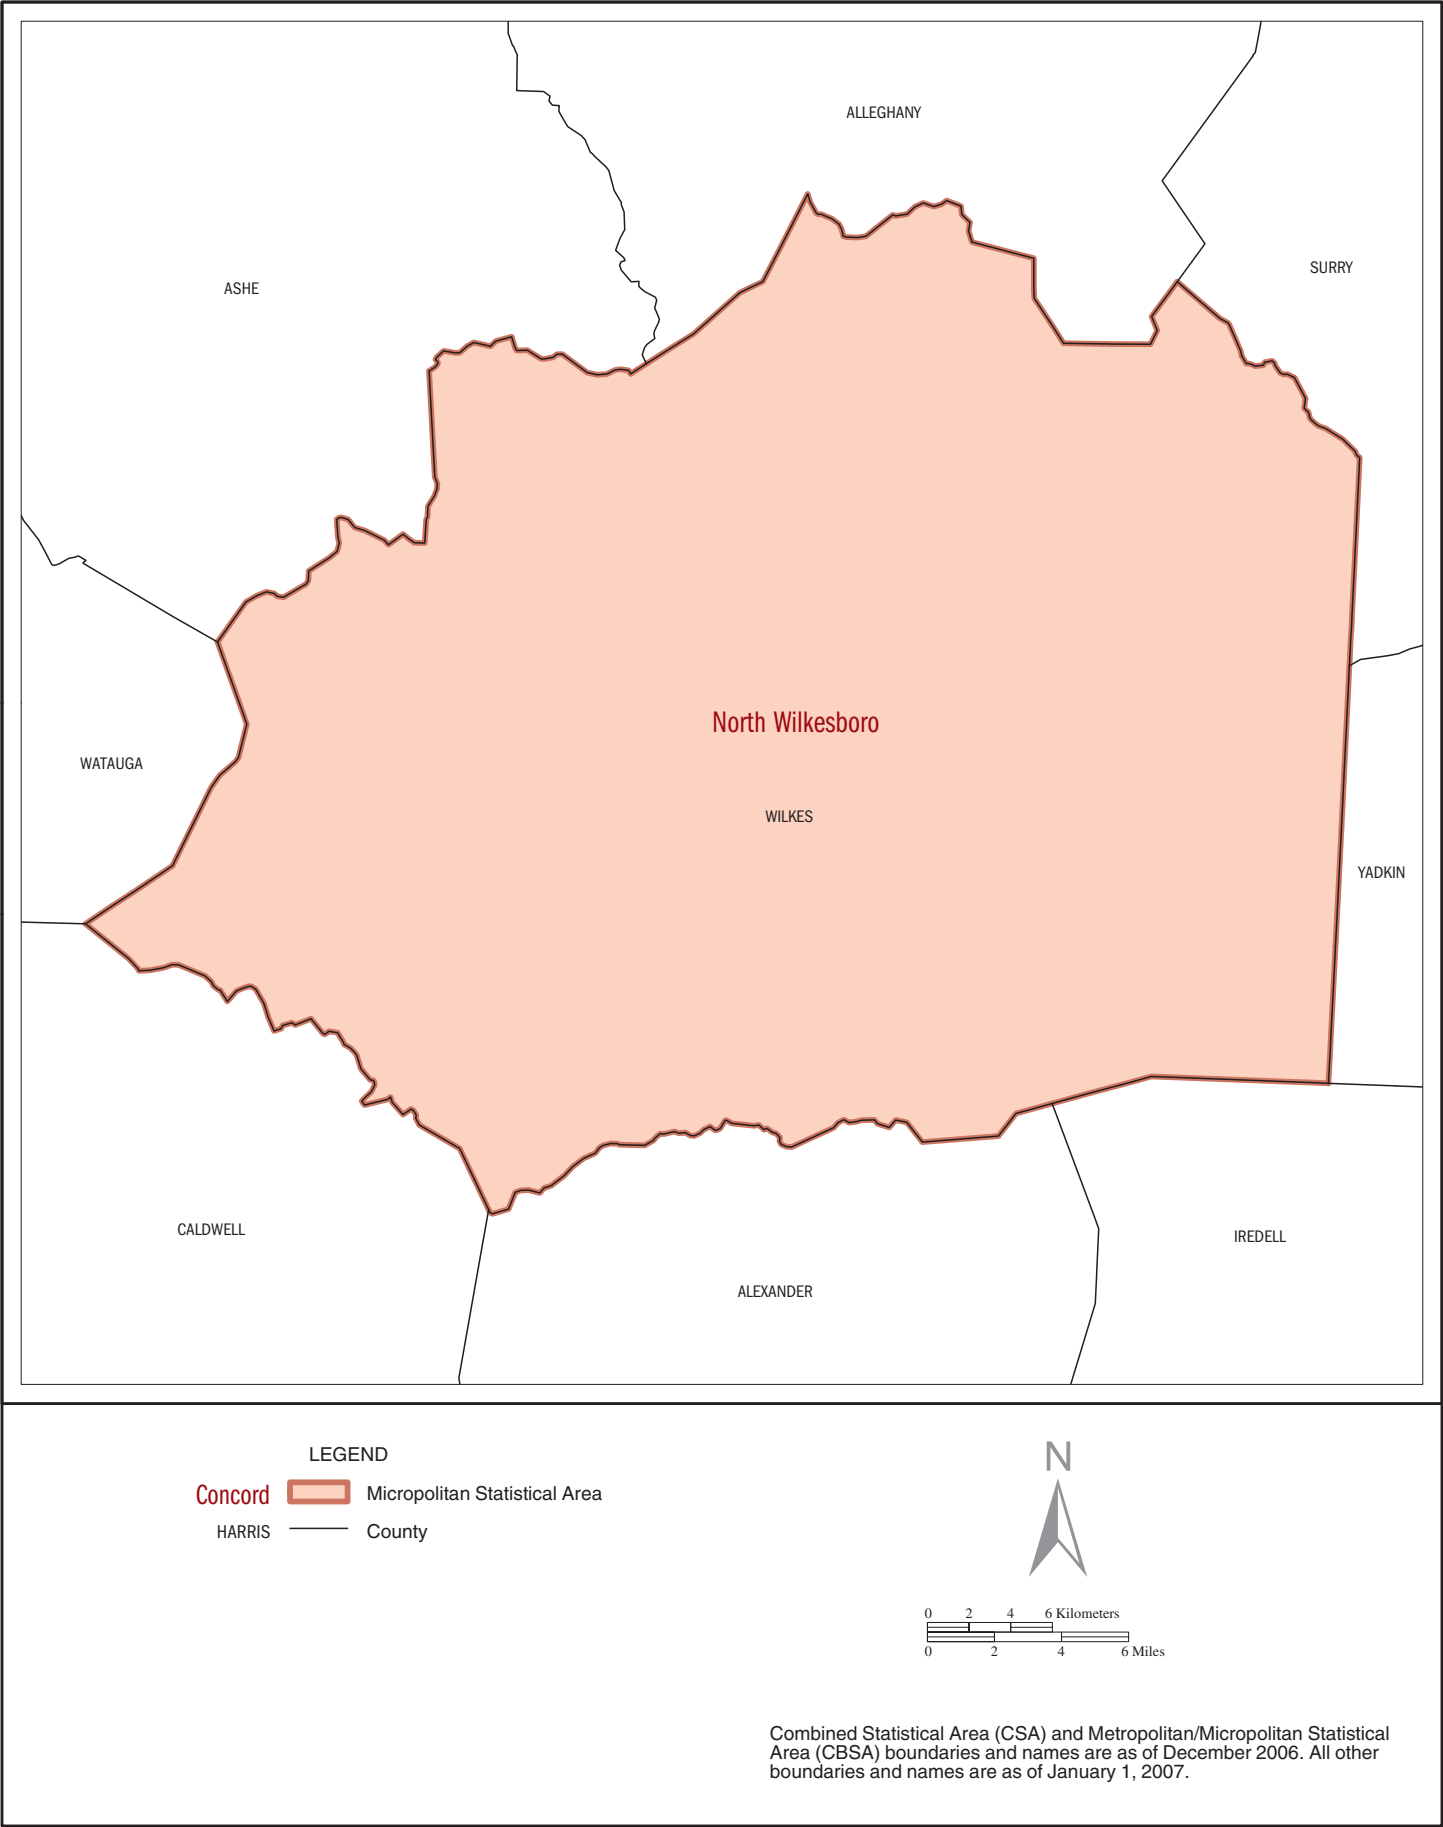 ALLEGHANY
SURRY
ASHE
North Wilkesboro
WATAUGA
WILKES
YADKIN
CALDWELL
IREDELL
ALEXANDER
LEGEND
Concord Micropolitan Statistical Area
HARRIS County
N
0 2 4 6 Kilometers
0 2 4 6 Miles
Combined Statistical Area (CSA) and Metropolitan/Micropolitan Statistical
Area (CBSA) boundaries and names are as of December 2006. All other
boundaries and names are as of January 1, 2007.